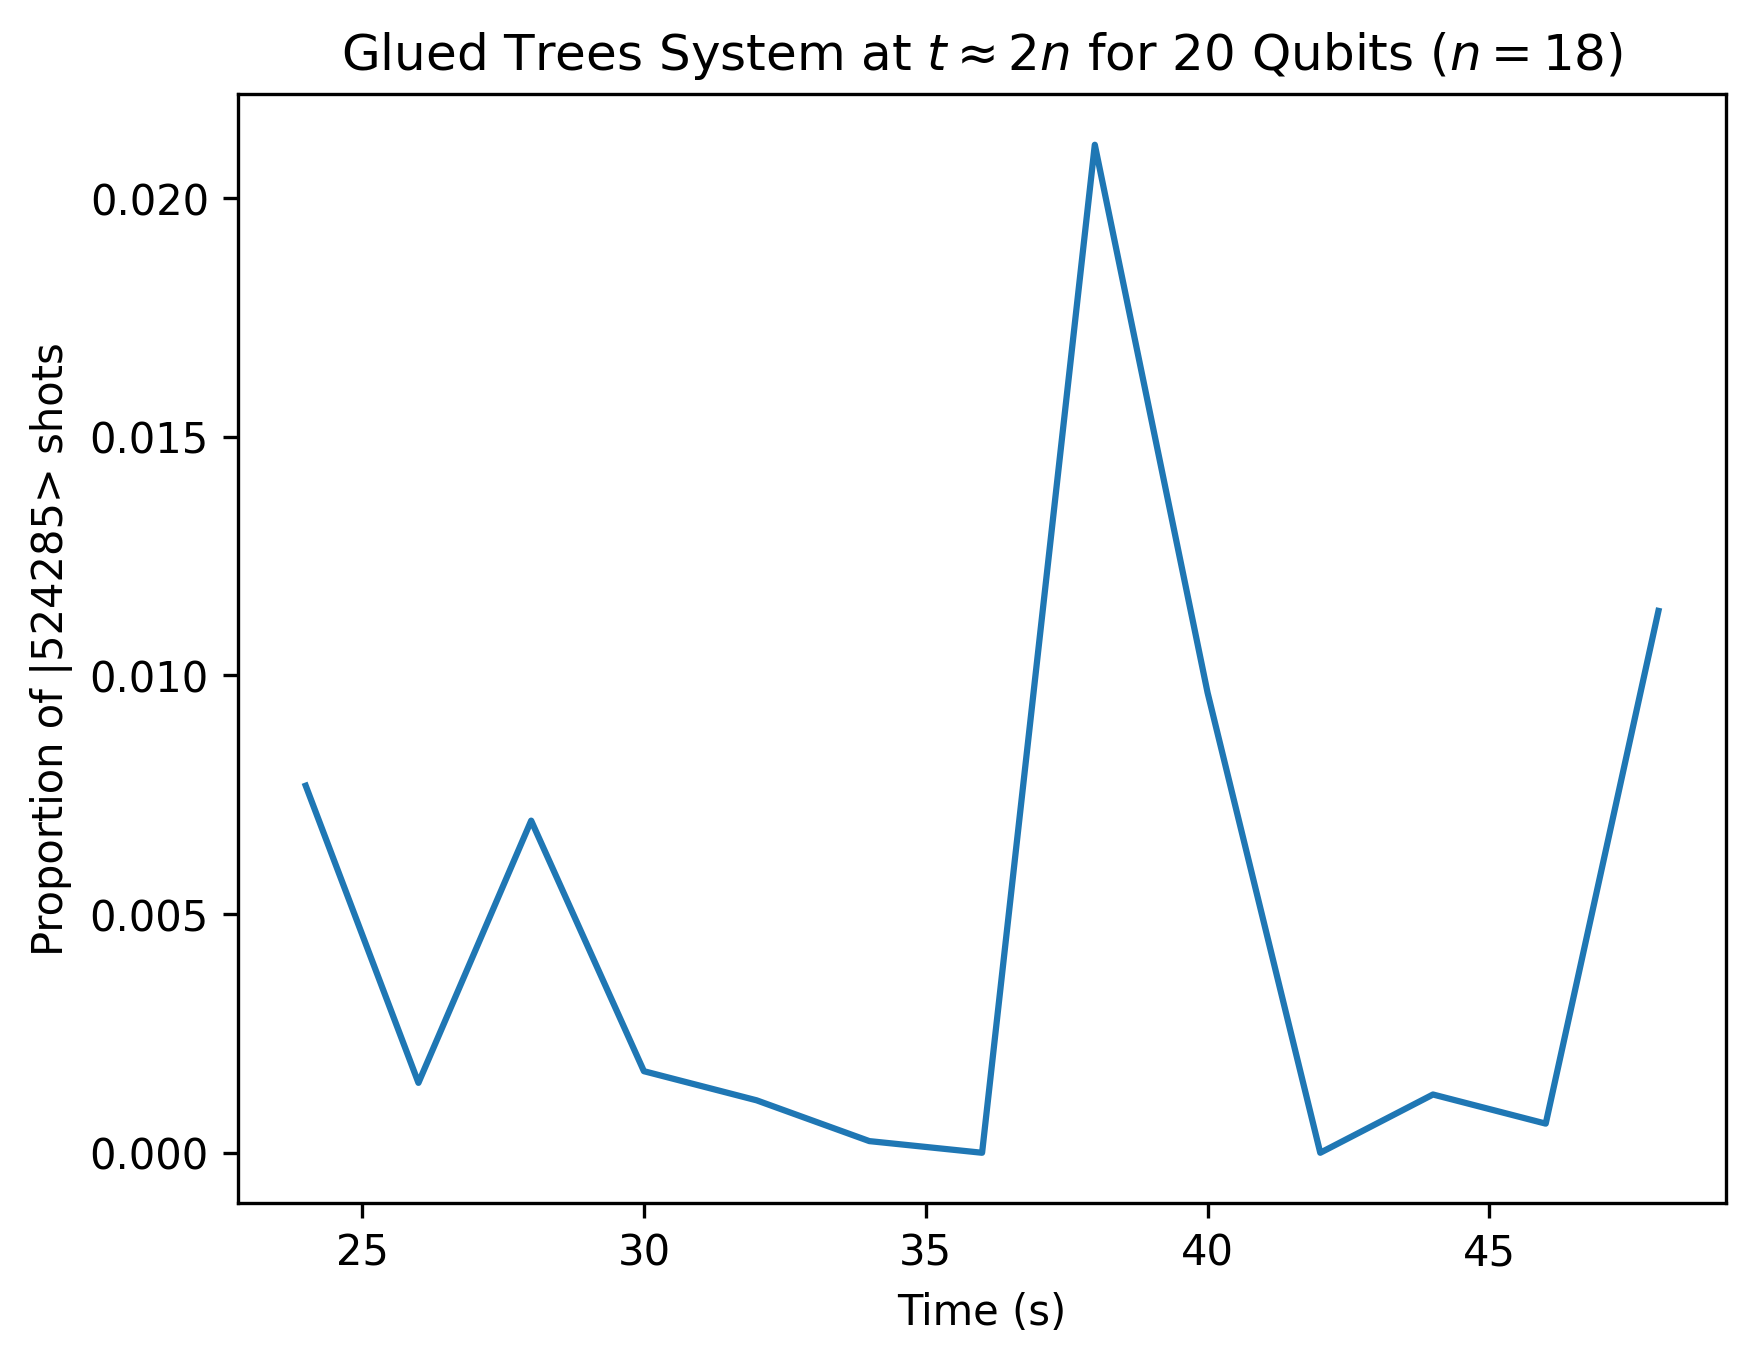 Glued Trees System at t ≈ 2n for 20 Qubits (n = 18)
Proportion of |524285> shots
0.020
0.015
0.010
0.005
0.000
25 30 35 40 45
Time (s)